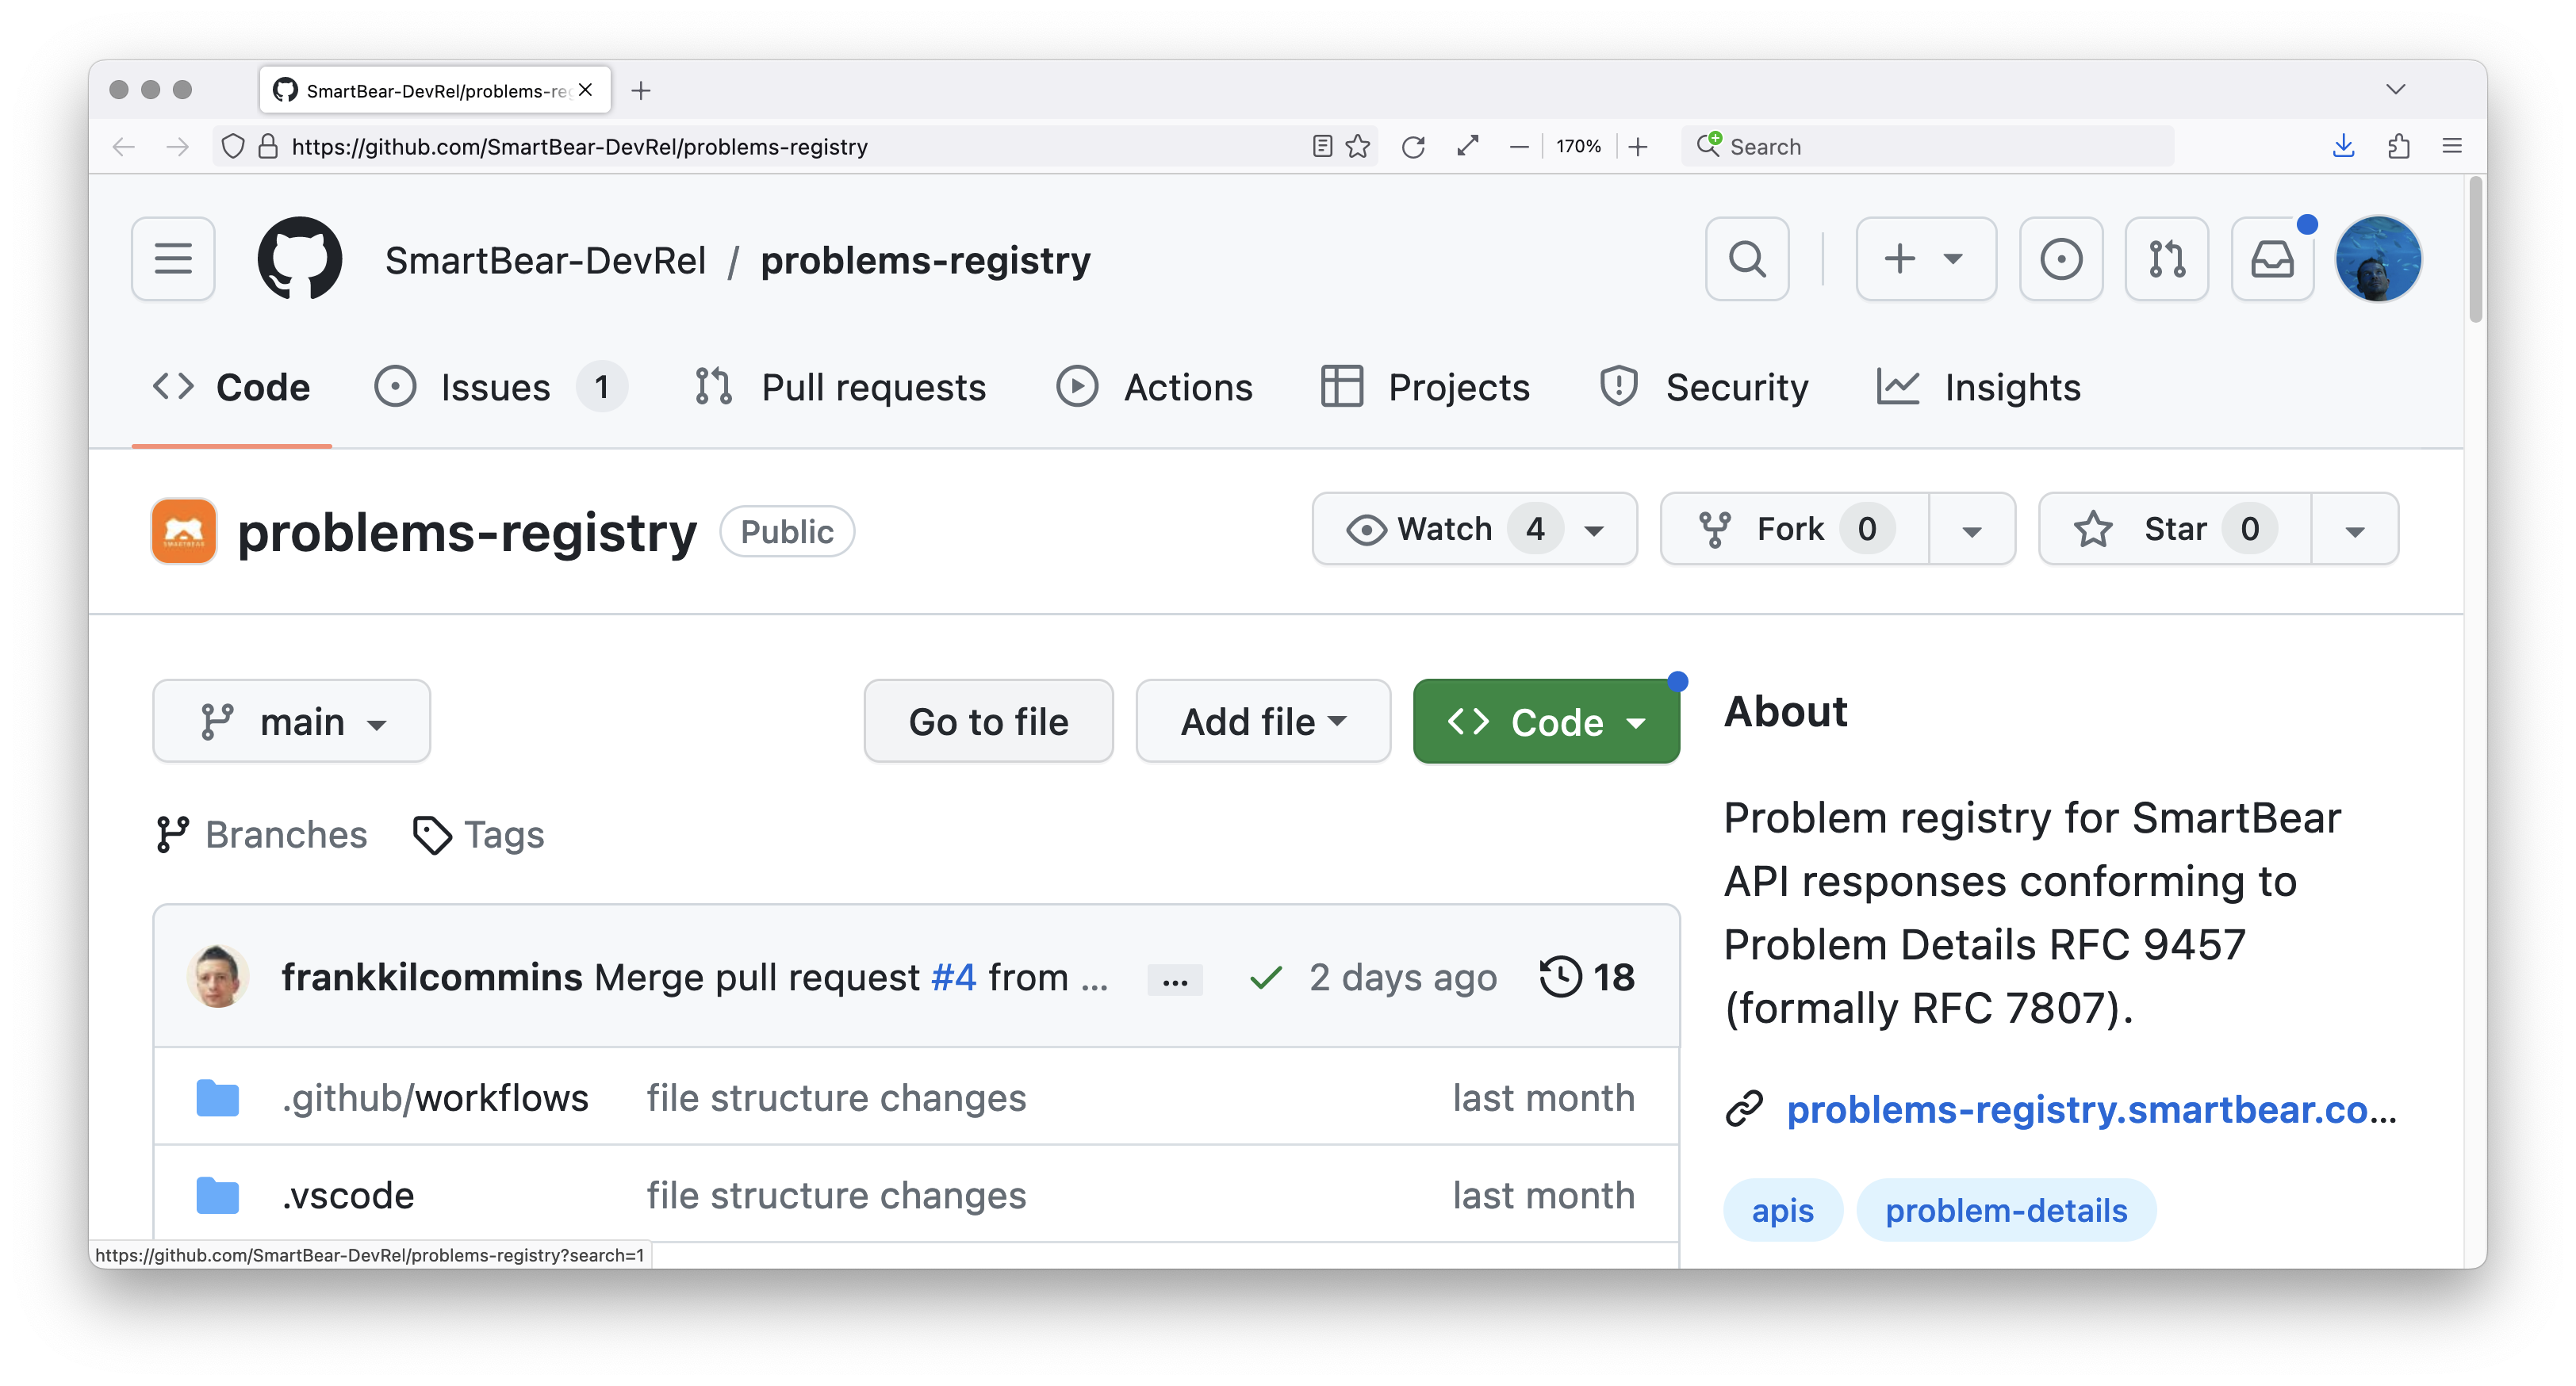 SmartBear-DevRel/problems-reg
https://github.com/SmartBear-DevRel/problems-registry
170%
Search
SmartBear-DevRel / problems-registry
Code
Issues 1
Pull requests
Actions
Projects
Security
Insights
SMARTBEAR
problems-registry Public
Watch 4
Fork 0
Star 0
main
Go to file
Add file
Code
Branches
Tags
frankkilcommins Merge pull request #4 from ... ... 2 days ago 18
.github/workflows file structure changes last month
.vscode file structure changes last month
About
Problem registry for SmartBear
API responses conforming to
Problem Details RFC 9457
(formally RFC 7807).
problems-registry.smartbear.co...
apis problem-details
https://github.com/SmartBear-DevRel/problems-registry?search=1